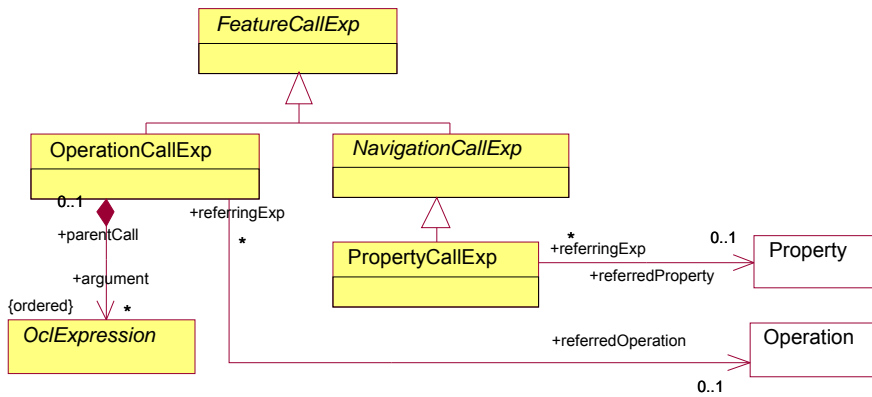 FeatureCallExp
OperationCallExp
NavigationCallExp
0..1
+parentCall
+referringExp
*
+argument
{ordered}
*
OclExpression
PropertyCallExp
*
+referringExp
0..1
+referredProperty
Property
+referredOperation
0..1
Operation